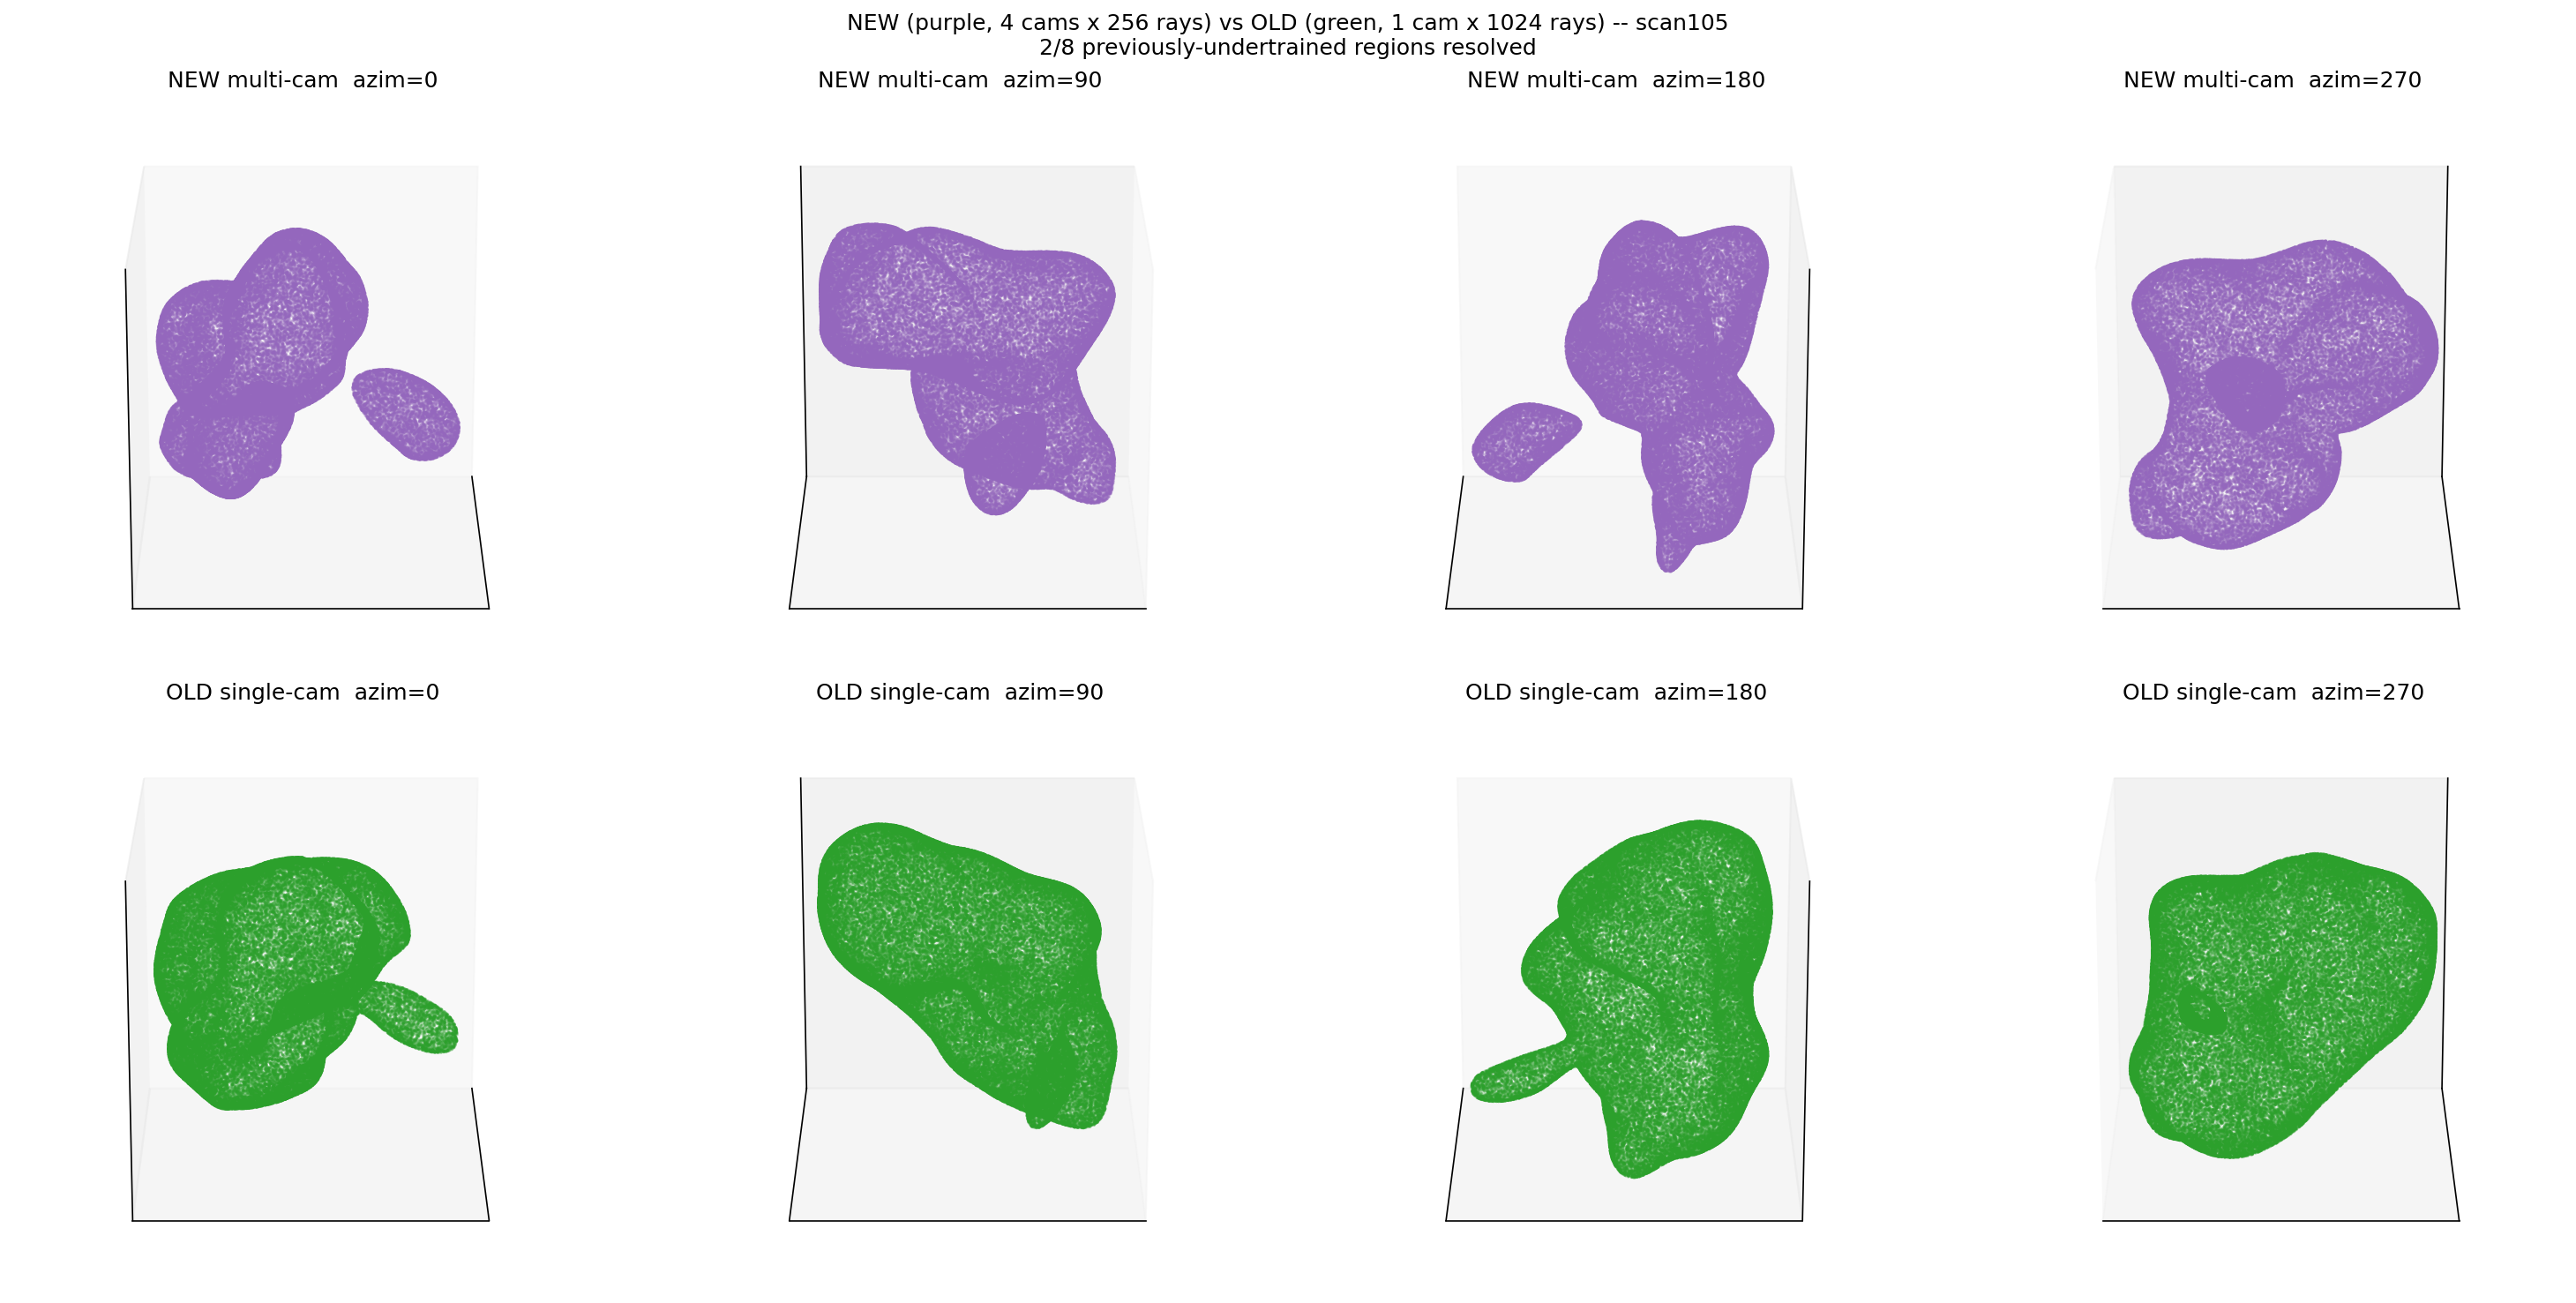 NEW (purple, 4 cams x 256 rays) vs OLD (green, 1 cam x 1024 rays) -- scan105
2/8 previously-undertrained regions resolved
NEW multi-cam  azim=0
NEW multi-cam  azim=90
NEW multi-cam  azim=180
NEW multi-cam  azim=270
OLD single-cam  azim=0
OLD single-cam  azim=90
OLD single-cam  azim=180
OLD single-cam  azim=270